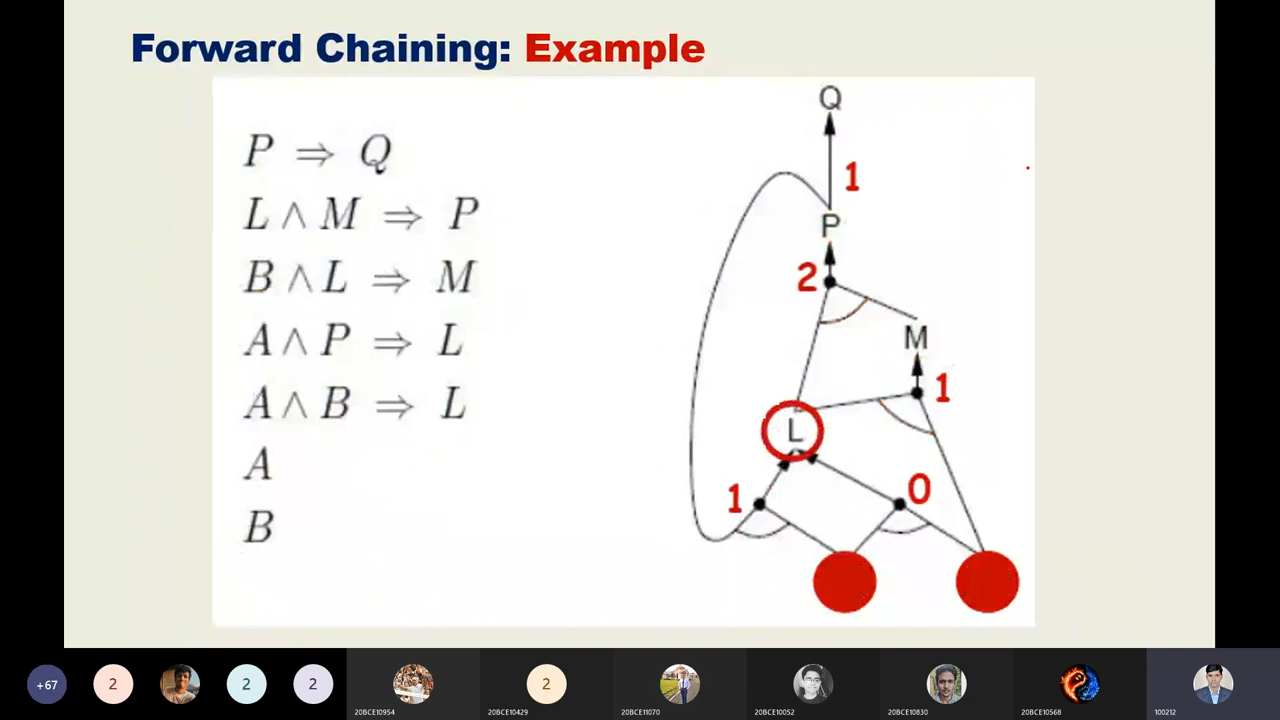 Forward Chaining: Example
P ⇒ Q
L ∧ M ⇒ P
B ∧ L ⇒ M
A ∧ P ⇒ L
A ∧ B ⇒ L
A
B
Q
1
P
2
M
1
L
1
0
+67
2
2
2
2
20BCE10954
20BCE10429
20BCE11070
20BCE10052
20BCE10830
20BCE10568
100212